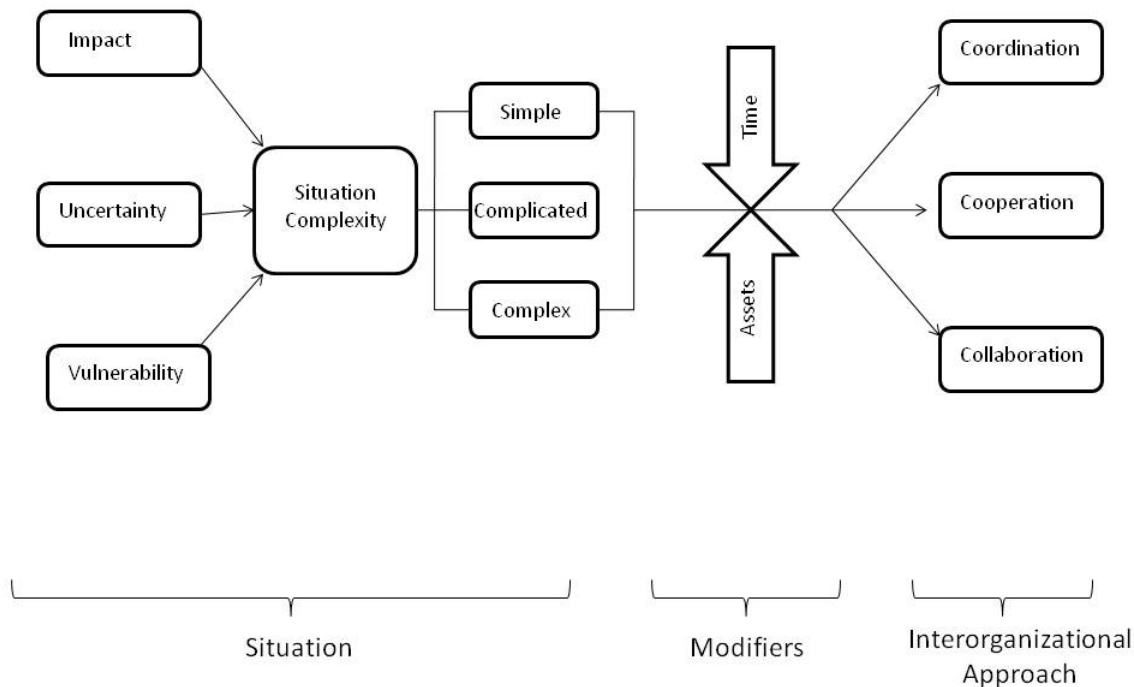 Impact
Uncertainty
Vulnerability
Situation
Complexity
Simple
Complicated
Complex
Time
Assets
Coordination
Cooperation
Collaboration
Situation
Modifiers
Interorganizational
Approach